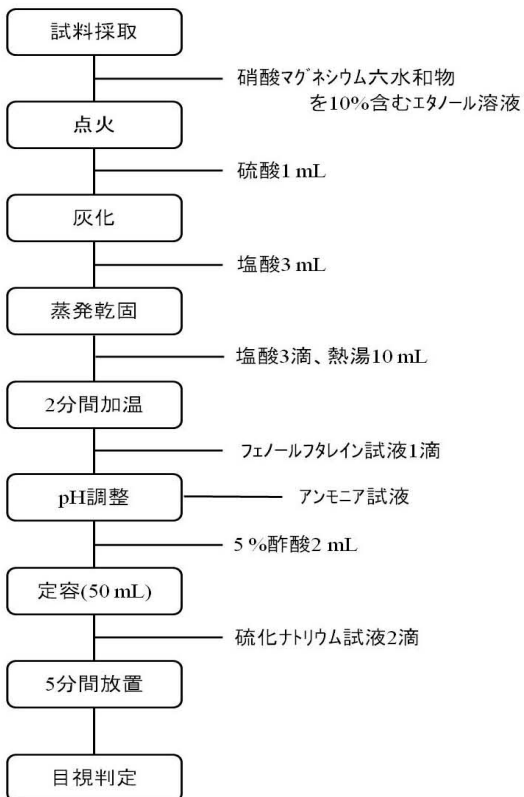 試料採取
硝酸マグネシウム六水和物
を10%含むエタノール溶液
点火
硫酸1 mL
灰化
塩酸3 mL
蒸発乾固
塩酸3滴、熱湯10 mL
2分間加温
フェノールフタレイン試液1滴
pH調整
アンモニア試液
5 %酢酸2 mL
定容(50 mL)
硫化ナトリウム試液2滴
5分間放置
目視判定